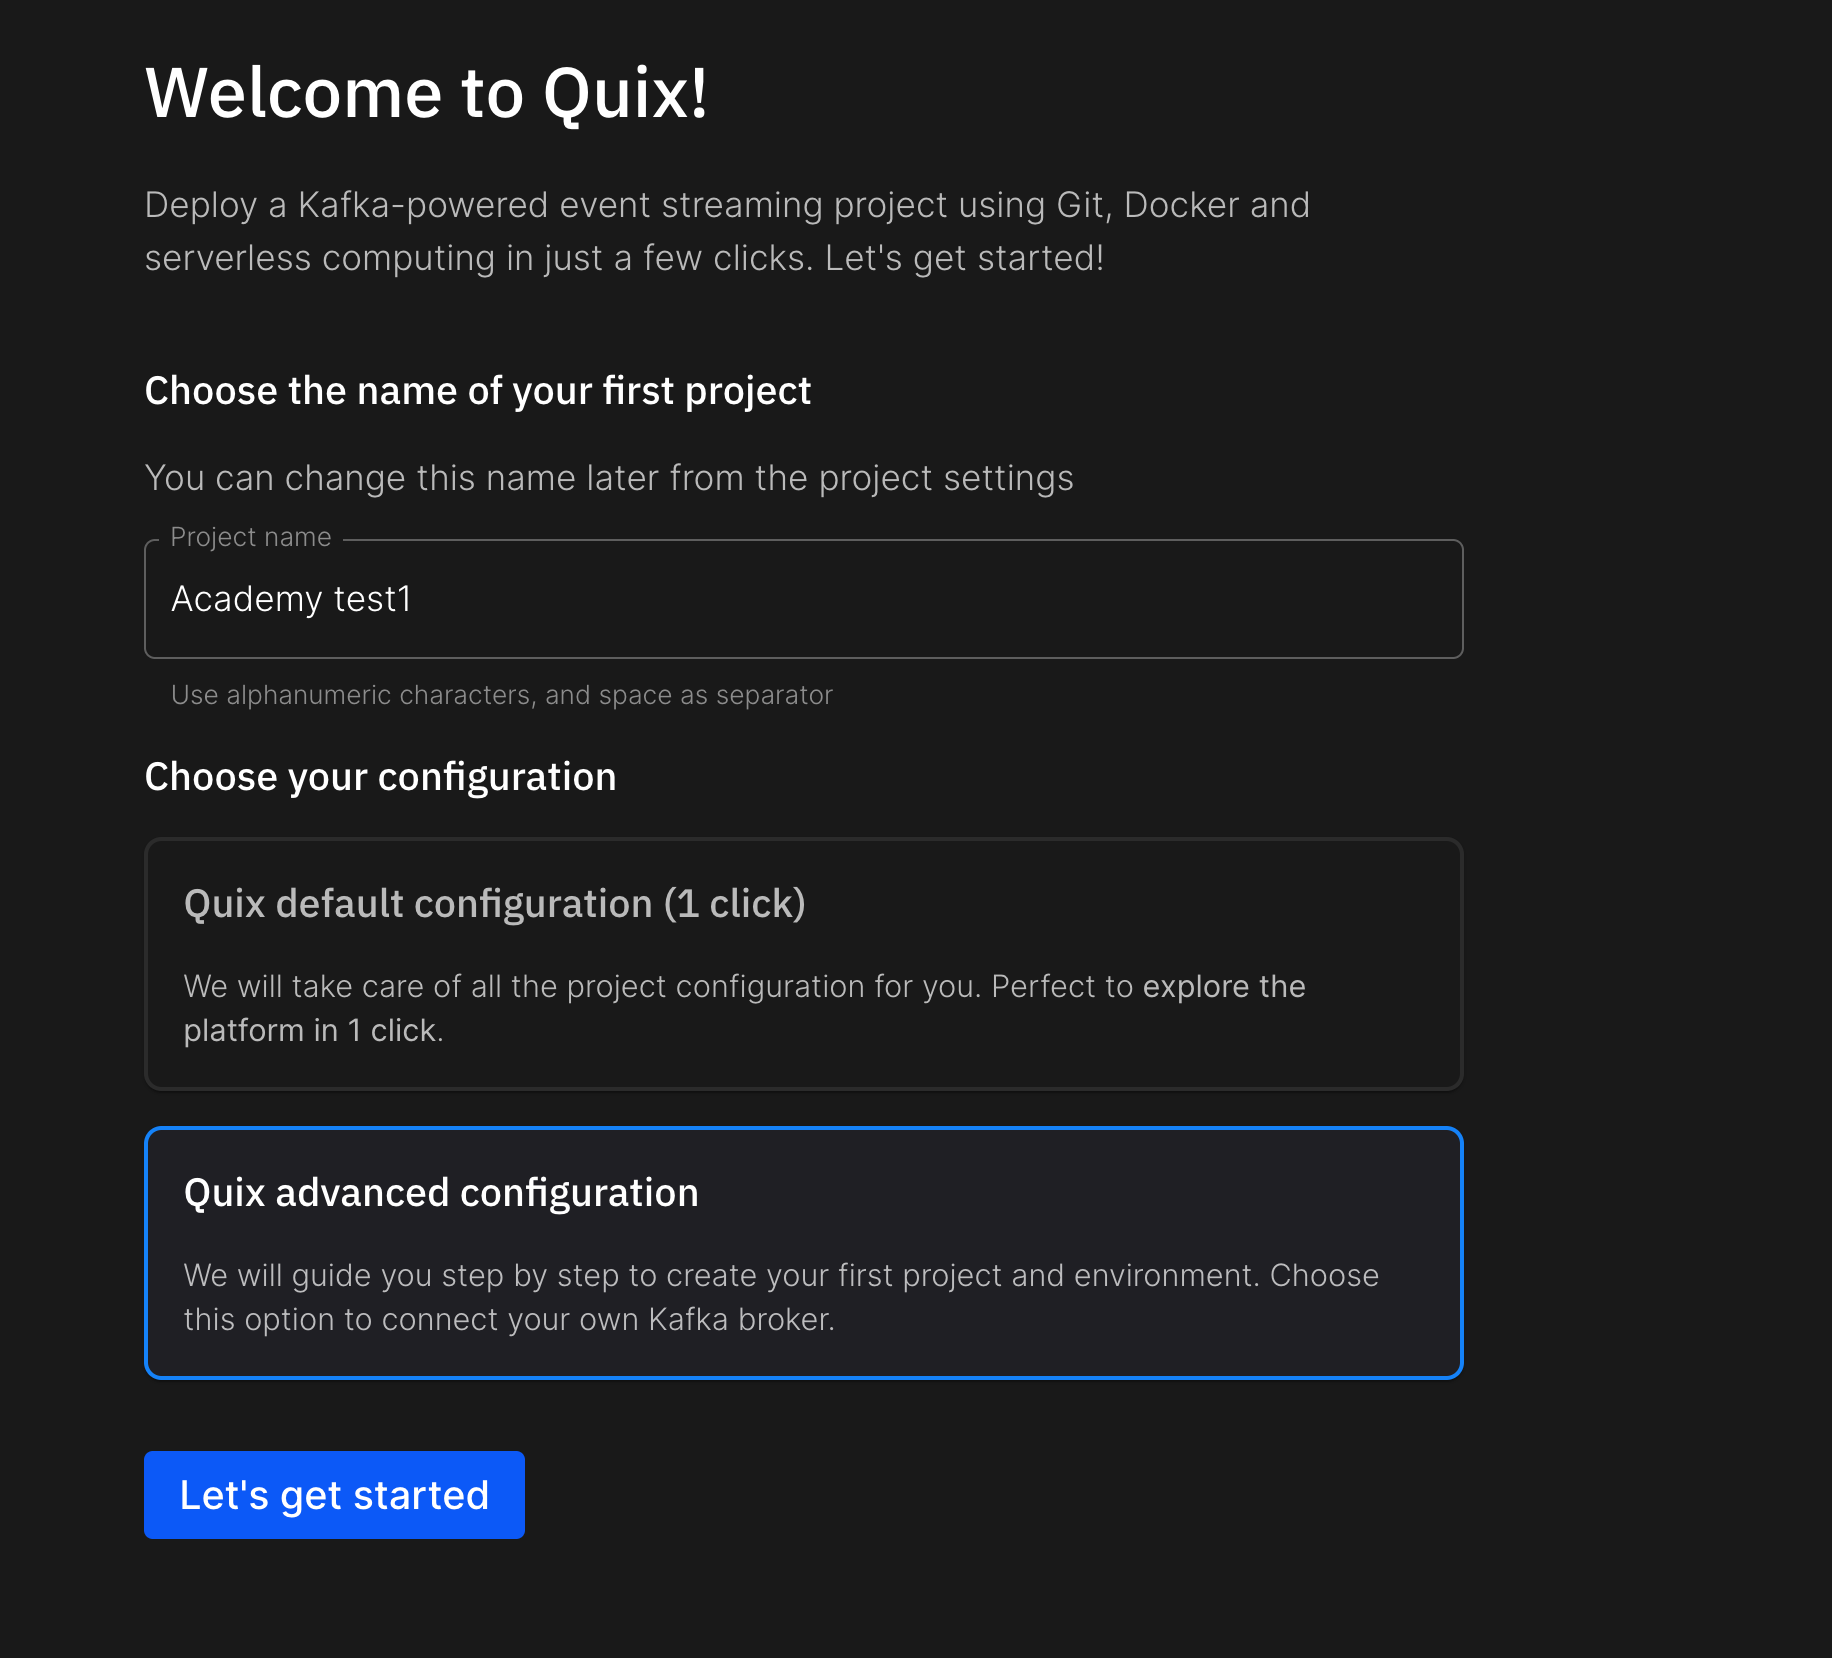 Welcome to Quix!
Deploy a Kafka-powered event streaming project using Git, Docker and
serverless computing in just a few clicks. Let's get started!
Choose the name of your first project
You can change this name later from the project settings
Project name
Academy test1
Use alphanumeric characters, and space as separator
Choose your configuration
Quix default configuration (1 click)
We will take care of all the project configuration for you. Perfect to explore the
platform in 1 click.
Quix advanced configuration
We will guide you step by step to create your first project and environment. Choose
this option to connect your own Kafka broker.
Let's get started